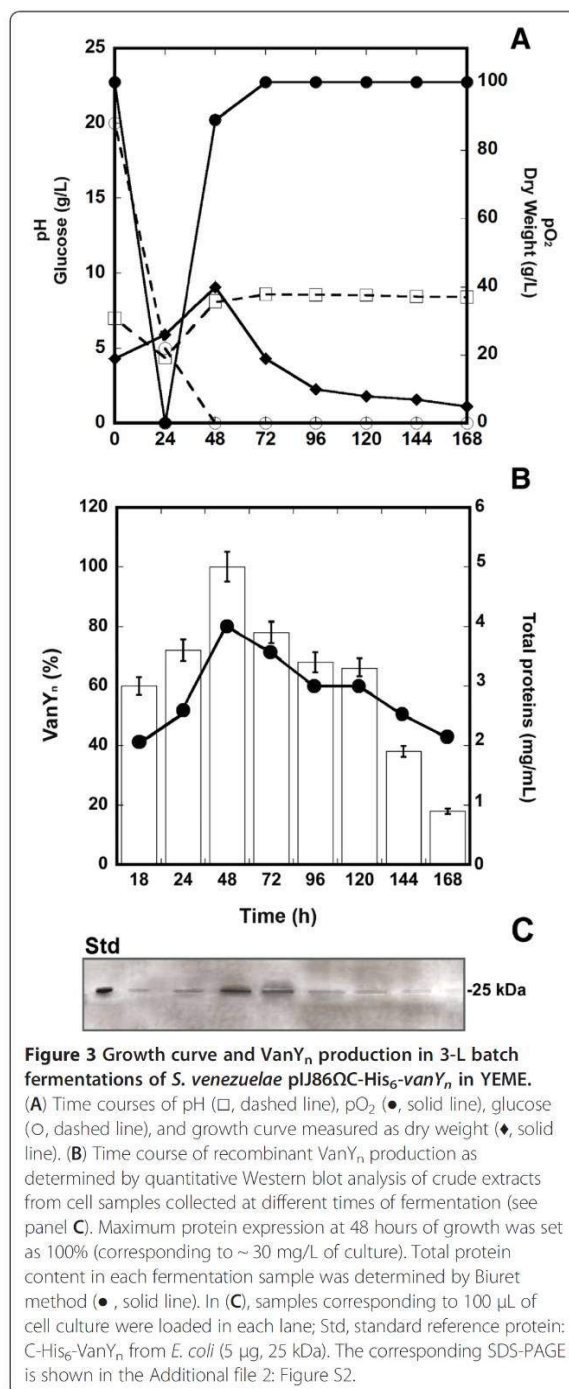 A
25
20
15
10
5
0
pH
Glucose (g/L)
100
80
60
40
20
0
pO2
Dry Weight (g/L)
0 24 48 72 96 120 144 168
B
120
100
80
60
40
20
0
VanYn (%)
6
5
4
3
2
1
0
Total proteins (mg/mL)
18 24 48 72 96 120 144 168
Time (h)
C
Std
-25 kDa
Figure 3 Growth curve and VanYn production in 3-L batch
fermentations of S. venezuelae pIJ86ΩC-His6-vanYn in YEME.
(A) Time courses of pH (□, dashed line), pO2 (●, solid line), glucose
(○, dashed line), and growth curve measured as dry weight (♦, solid
line). (B) Time course of recombinant VanYn production as
determined by quantitative Western blot analysis of crude extracts
from cell samples collected at different times of fermentation (see
panel C). Maximum protein expression at 48 hours of growth was set
as 100% (corresponding to ~ 30 mg/L of culture). Total protein
content in each fermentation sample was determined by Biuret
method (● , solid line). In (C), samples corresponding to 100 μL of
cell culture were loaded in each lane; Std, standard reference protein:
C-His6-VanYn from E. coli (5 μg, 25 kDa). The corresponding SDS-PAGE
is shown in the Additional file 2: Figure S2.